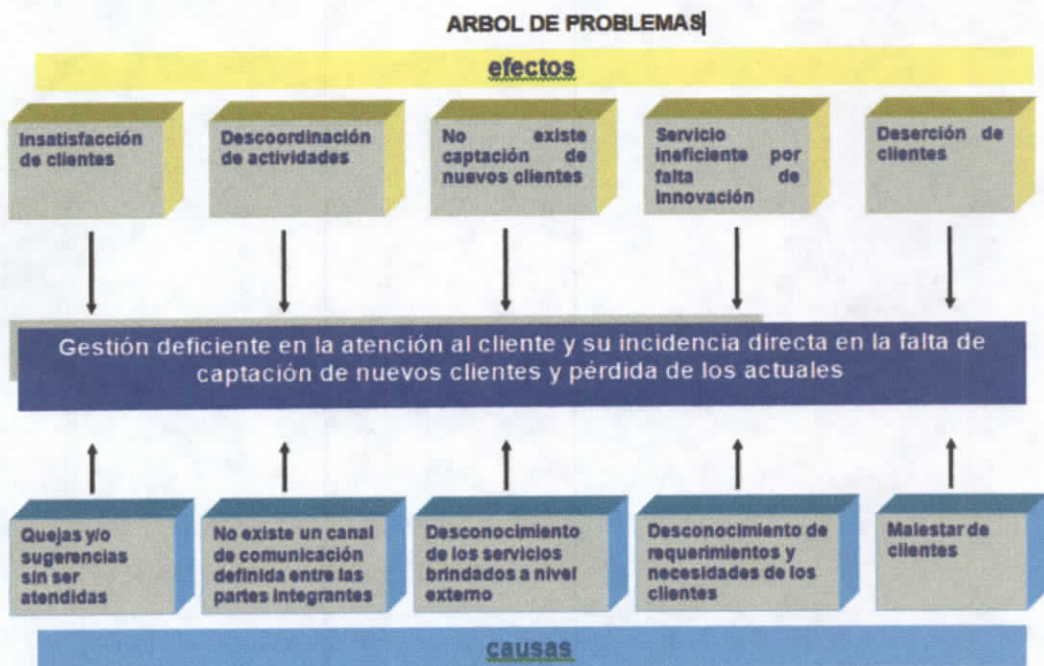 ARBOL DE PROBLEMAS
efectos
Insatisfacción
de clientes
Descoordinación
de actividades
No existe
captación de
nuevos clientes
Servicio
ineficiente por
falta de
innovación
Deserción de
clientes
Gestión deficiente en la atención al cliente y su incidencia directa en la falta de
captación de nuevos clientes y pérdida de los actuales
Quejas y/o
sugerencias
sin ser
atendidas
No existe un canal
de comunicación
definida entre las
partes integrantes
Desconocimiento
de los servicios
brindados a nivel
externo
Desconocimiento de
requerimientos y
necesidades de los
clientes
Malestar de
clientes
causas